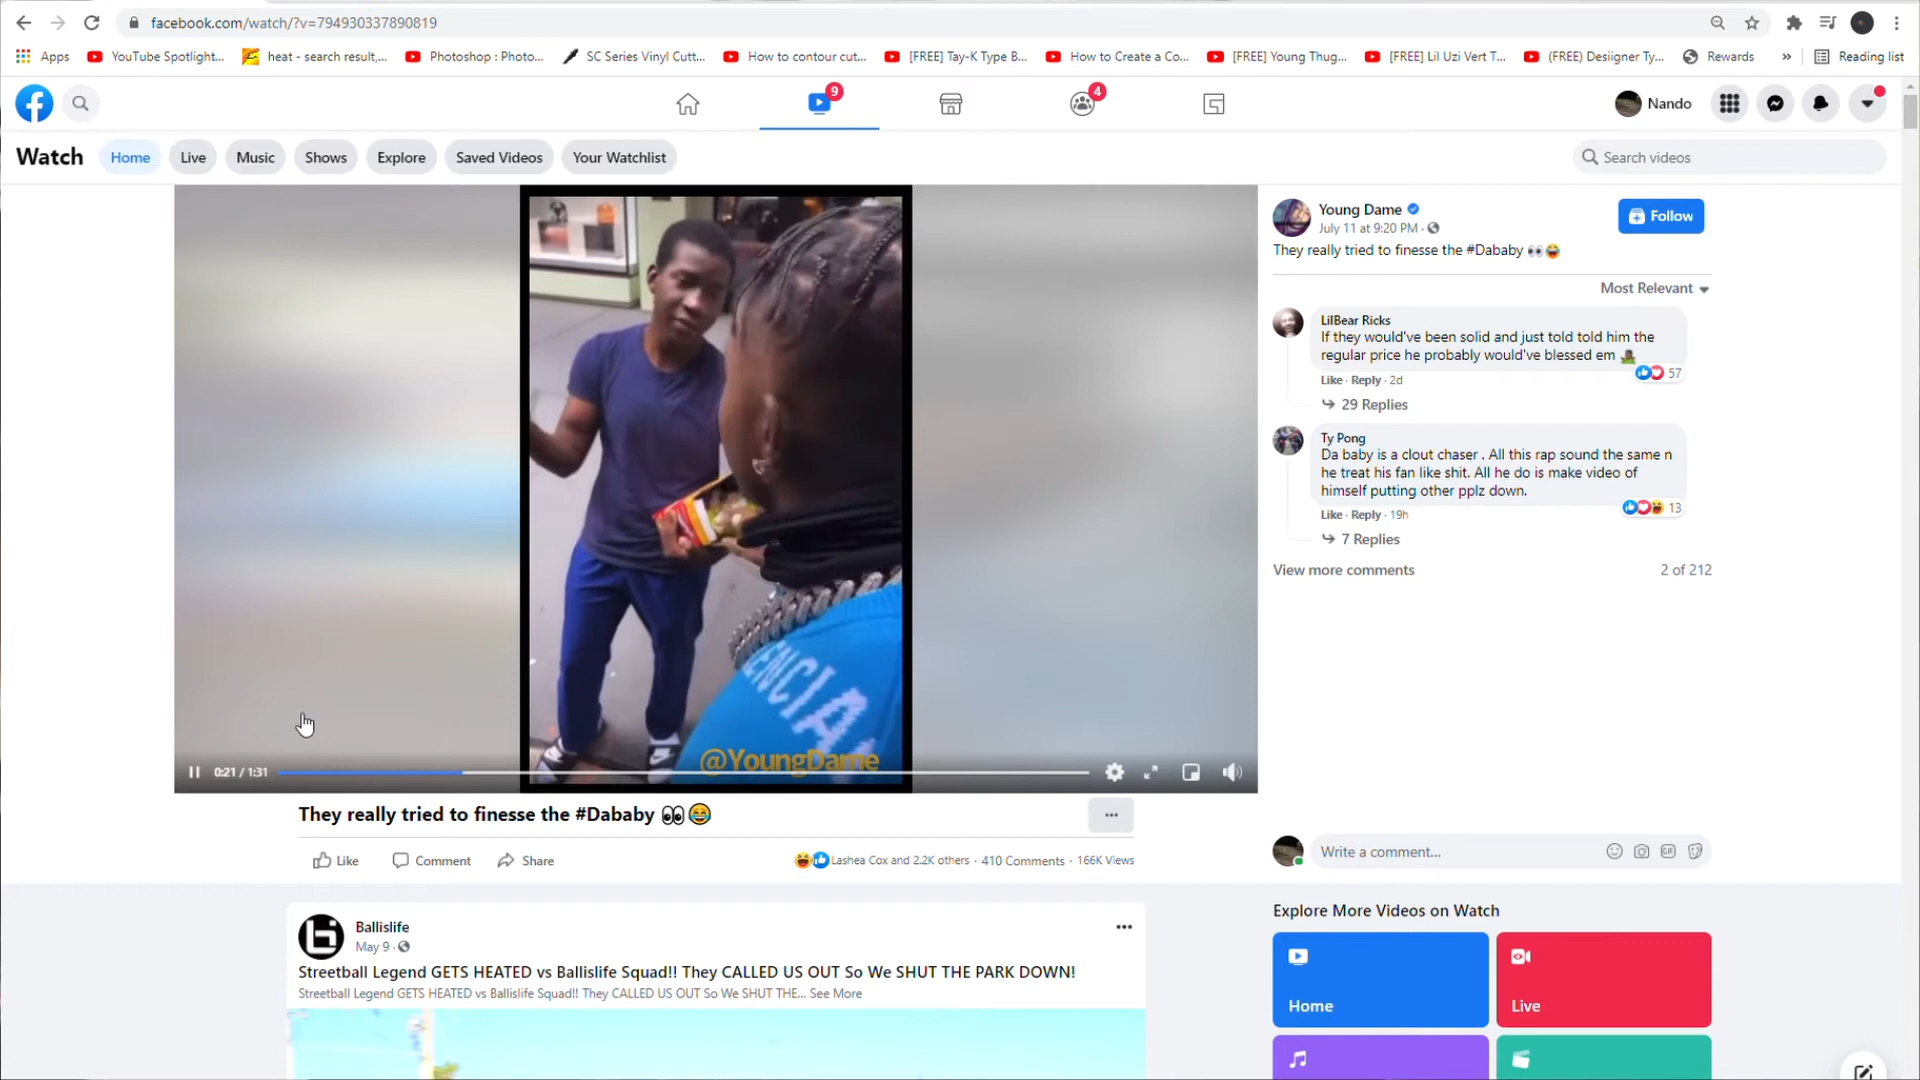 facebook.com/watch/?v=794930337890819
Apps
YouTube Spotlight...
heat - search result,...
Photoshop : Photo...
SC Series Vinyl Cutt...
How to contour cut...
[FREE] Tay-K Type B...
How to Create a Co...
[FREE] Young Thug...
[FREE] Lil Uzi Vert T...
(FREE) Desiigner Ty...
Rewards
»
Reading list
9
4
Nando
Watch
Home
Live
Music
Shows
Explore
Saved Videos
Your Watchlist
Search videos
Young Dame
Follow
July 11 at 9:20 PM ·
They really tried to finesse the #Dababy 👀😂
Most Relevant
LilBear Ricks
If they would've been solid and just told told him the
regular price he probably would've blessed em
57
Like · Reply · 2d
29 Replies
Ty Pong
Da baby is a clout chaser . All this rap sound the same n
he treat his fan like shit. All he do is make video of
himself putting other pplz down.
13
Like · Reply · 19h
7 Replies
View more comments
2 of 212
ENCIA
@YoungDame
0:21 / 1:31
They really tried to finesse the #Dababy 👀😂
...
Like
Comment
Share
Lashea Cox and 2.2K others · 410 Comments · 166K Views
Write a comment...
GIF
Ballislife
May 9 ·
Streetball Legend GETS HEATED vs Ballislife Squad!! They CALLED US OUT So We SHUT THE PARK DOWN!
Streetball Legend GETS HEATED vs Ballislife Squad!! They CALLED US OUT So We SHUT THE... See More
Explore More Videos on Watch
Home
Live